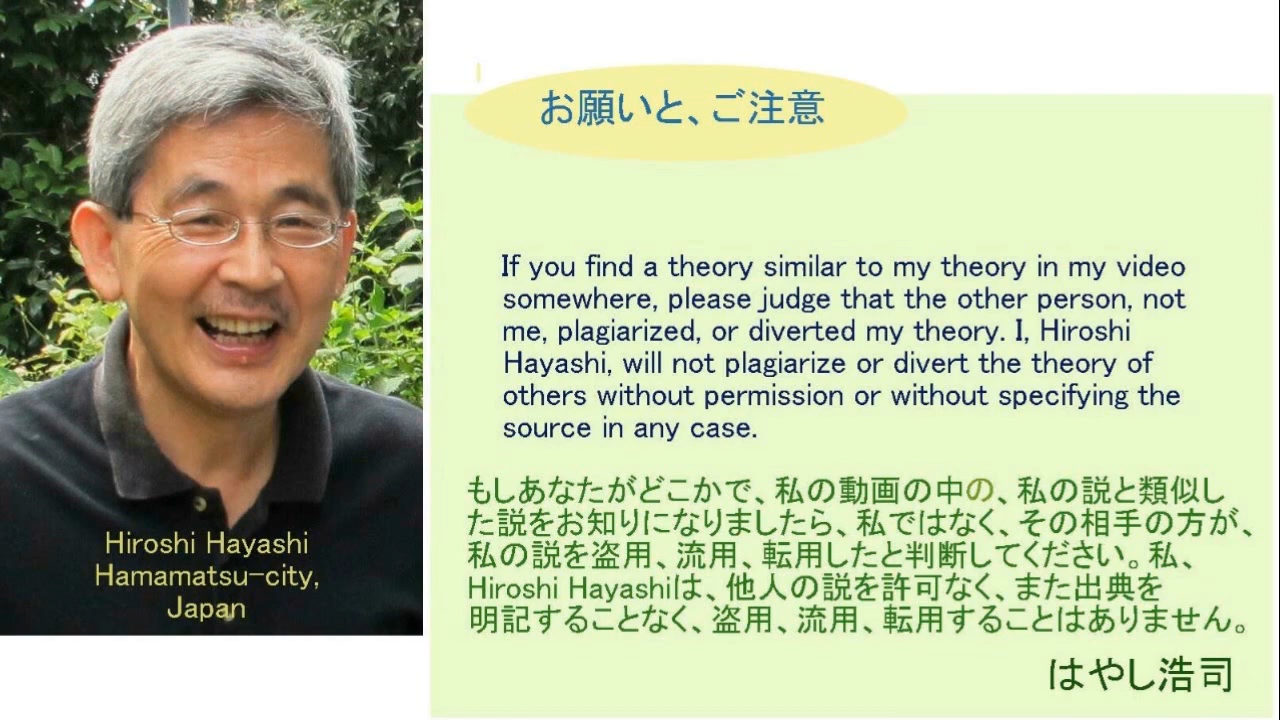 お願いと、ご注意
If you find a theory similar to my theory in my video
somewhere, please judge that the other person, not
me, plagiarized, or diverted my theory. I, Hiroshi
Hayashi, will not plagiarize or divert the theory of
others without permission or without specifying the
source in any case.
もしあなたがどこかで、私の動画の中の、私の説と類似し
た説をお知りになりましたら、私ではなく、その相手の方が、
私の説を盗用、流用、転用したと判断してください。私、
Hiroshi Hayashiは、他人の説を許可なく、また出典を
明記することなく、盗用、流用、転用することはありません。
はやし浩司
Hiroshi Hayashi
Hamamatsu-city,
Japan